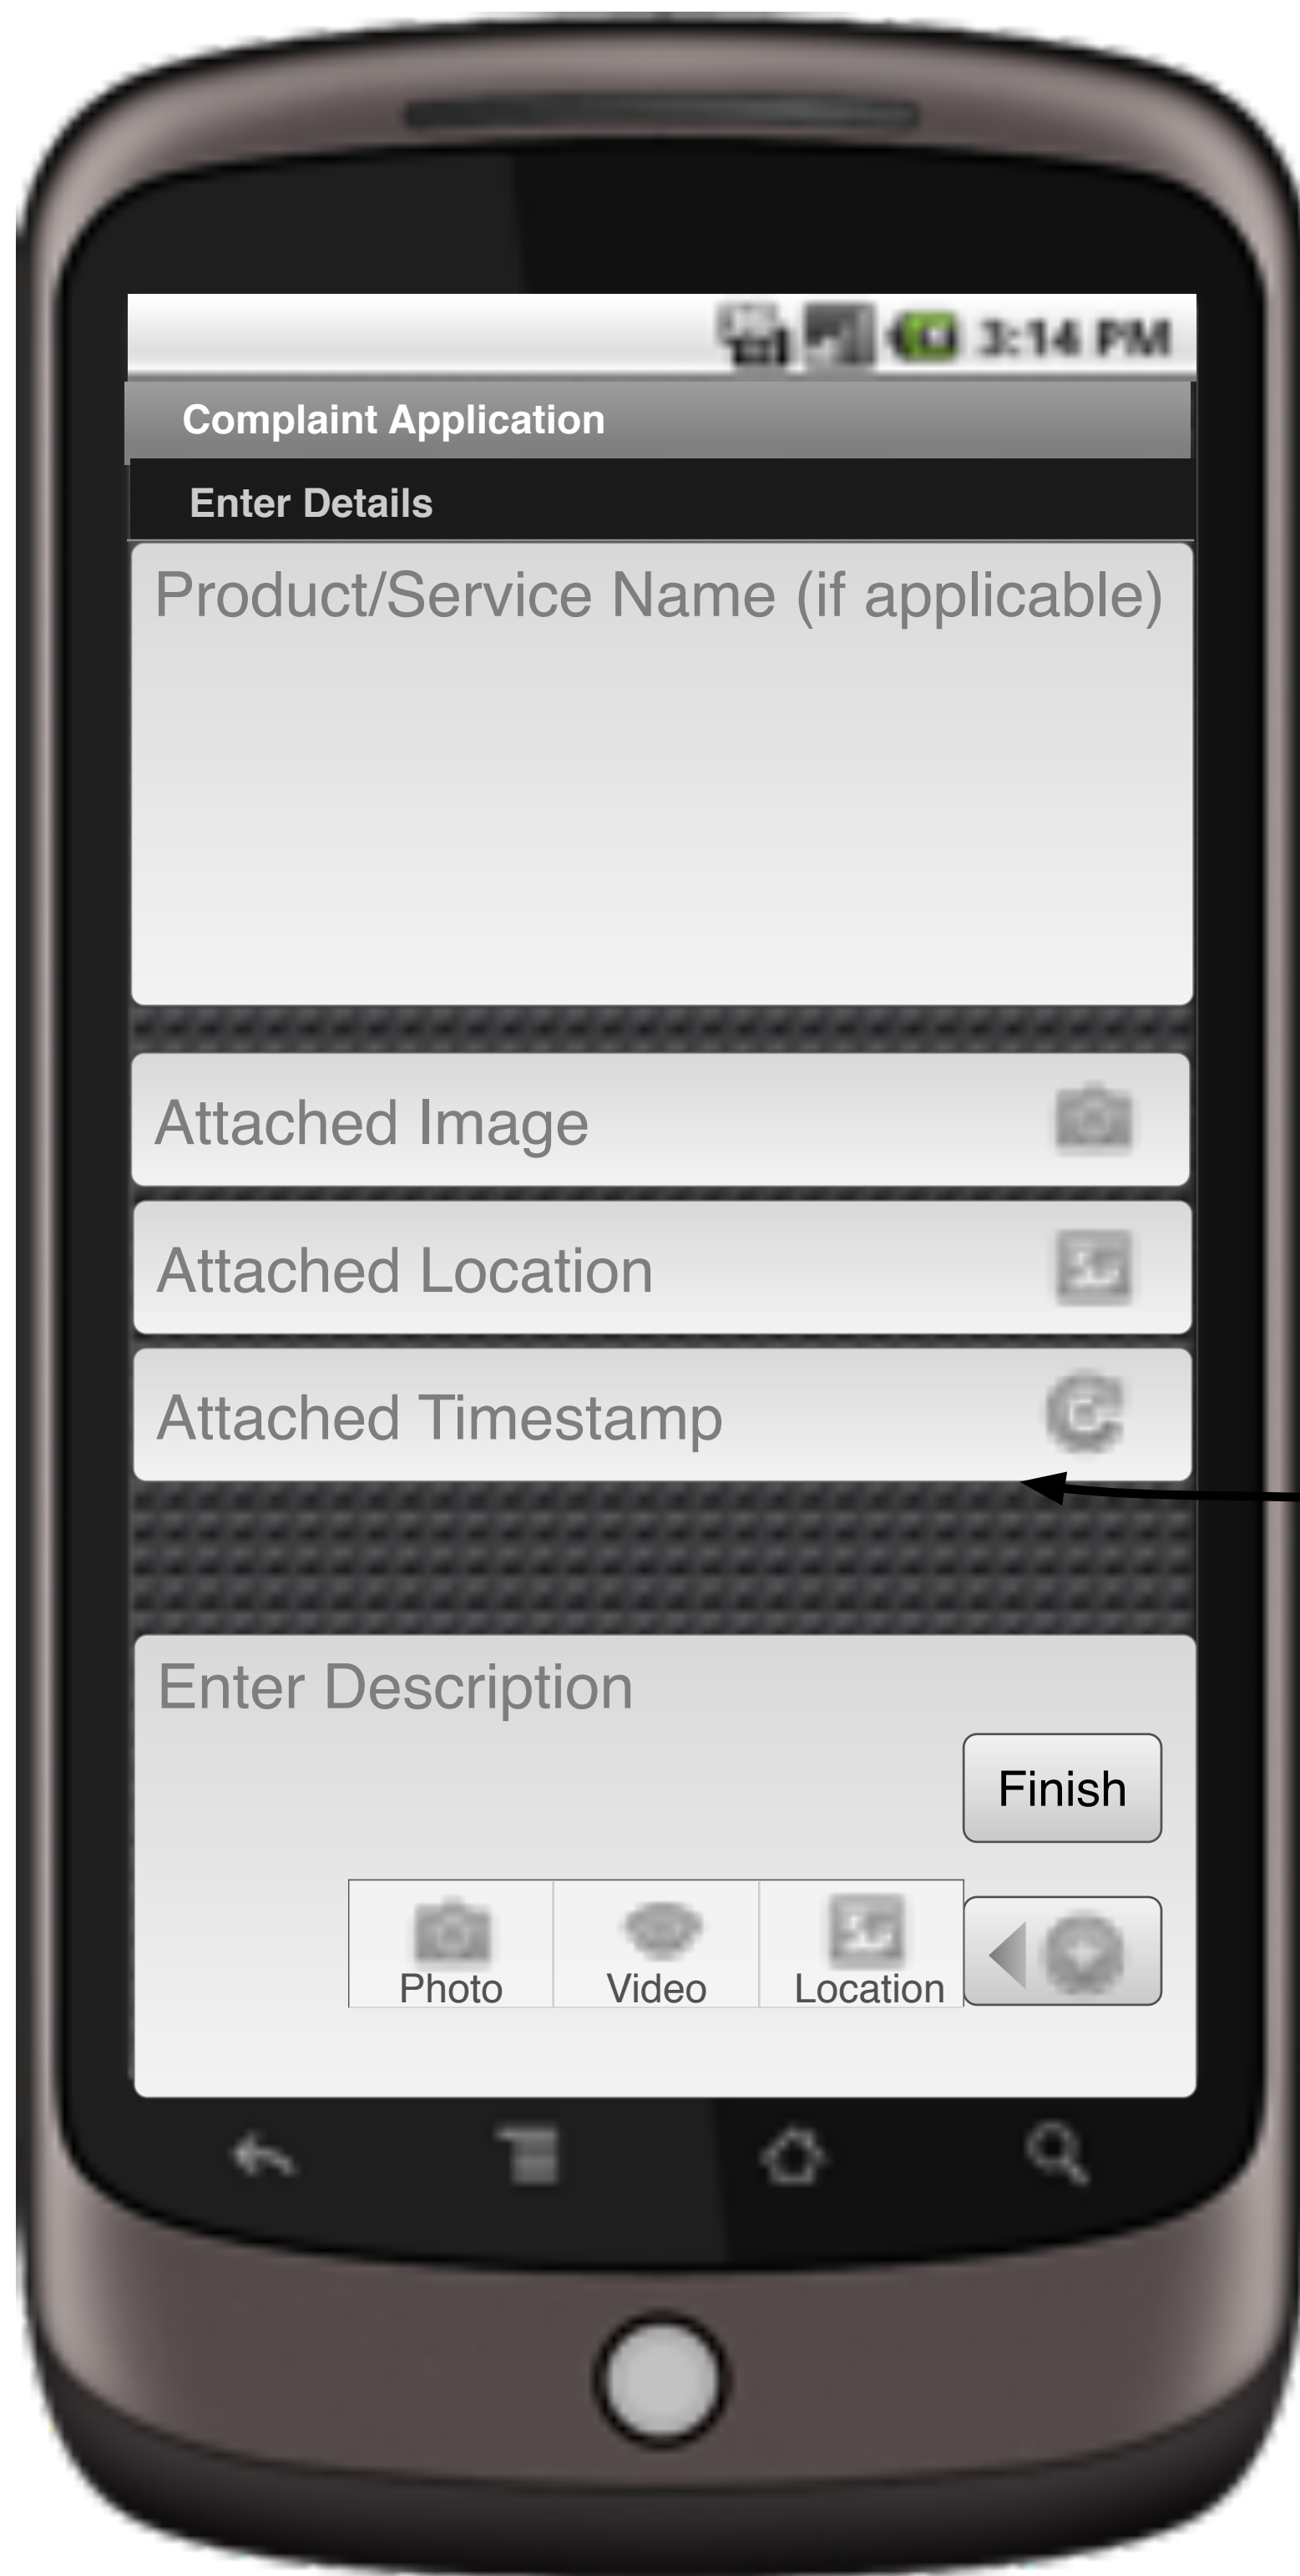 3:14 PM
Complaint Application
Enter Details
Product/Service Name (if applicable)
Attached Image
Attached Location
Attached Timestamp
Enter Description
Finish
Photo Video Location